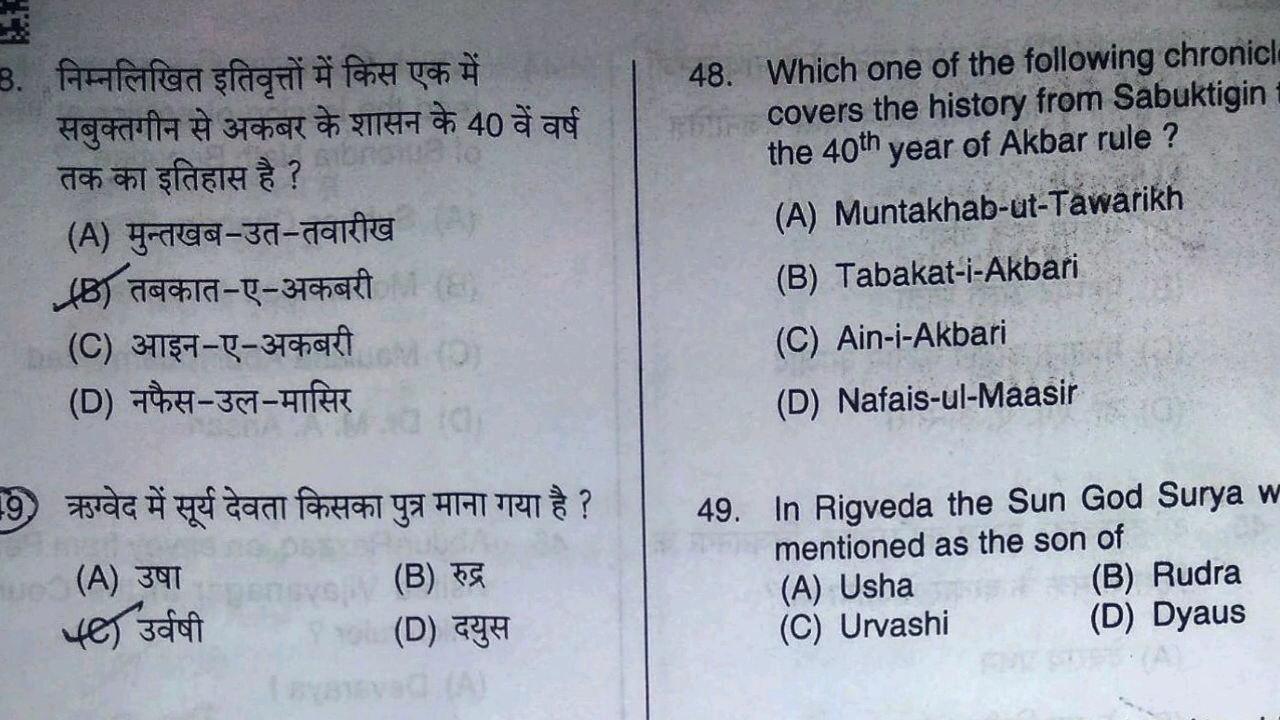 8. निम्नलिखित इतिवृत्तों में किस एक में
सबुक्तगीन से अकबर के शासन के 40 वें वर्ष
तक का इतिहास है ?
(A) मुन्तखब-उत-तवारीख
(B) तबकात-ए-अकबरी
(C) आइन-ए-अकबरी
(D) नफैस-उल-मासिर
49) ऋग्वेद में सूर्य देवता किसका पुत्र माना गया है ?
(A) उषा (B) रुद्र
(C) उर्वषी (D) दयुस
48. Which one of the following chronicl
covers the history from Sabuktigin
the 40th year of Akbar rule ?
(A) Muntakhab-ut-Tawarikh
(B) Tabakat-i-Akbari
(C) Ain-i-Akbari
(D) Nafais-ul-Maasir
49. In Rigveda the Sun God Surya w
mentioned as the son of
(A) Usha (B) Rudra
(C) Urvashi (D) Dyaus